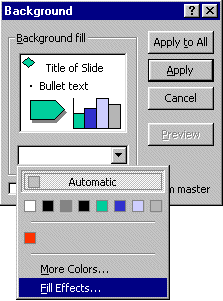 Background
Background fill
Title of Slide
• Bullet text
Apply to All
Apply
Cancel
Preview
Automatic
master
More Colors...
Fill Effects...